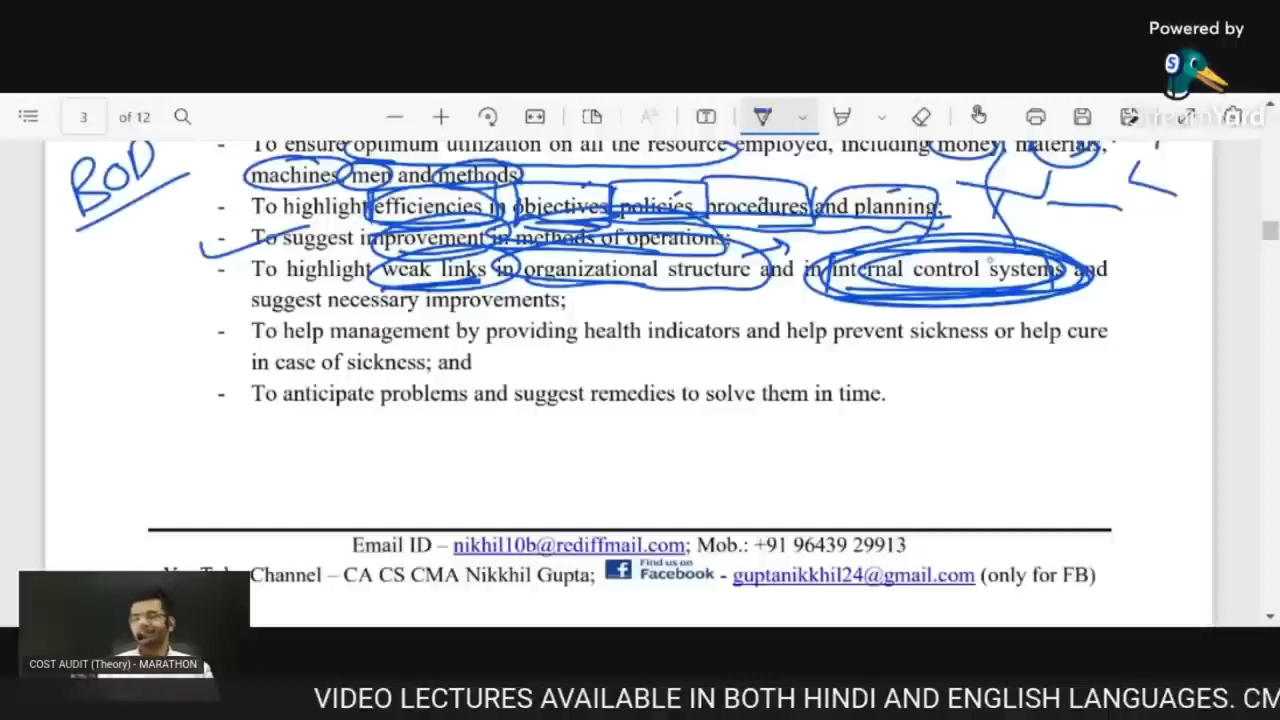 Powered by
S
StreamYard
3 of 12
- To ensure optimum utilization on all the resource employed, including money, materials,
machines, men and methods;
BOD
- To highlight efficiencies in objectives, policies, procedures and planning;
- To suggest improvement in methods of operations;
- To highlight weak links in organizational structure and in internal control systems and
suggest necessary improvements;
- To help management by providing health indicators and help prevent sickness or help cure
in case of sickness; and
- To anticipate problems and suggest remedies to solve them in time.
Email ID – nikhil10b@rediffmail.com; Mob.: +91 96439 29913
Channel – CA CS CMA Nikkhil Gupta; f Find us on Facebook - guptanikkhil24@gmail.com (only for FB)
COST AUDIT (Theory) - MARATHON
VIDEO LECTURES AVAILABLE IN BOTH HINDI AND ENGLISH LANGUAGES. CM